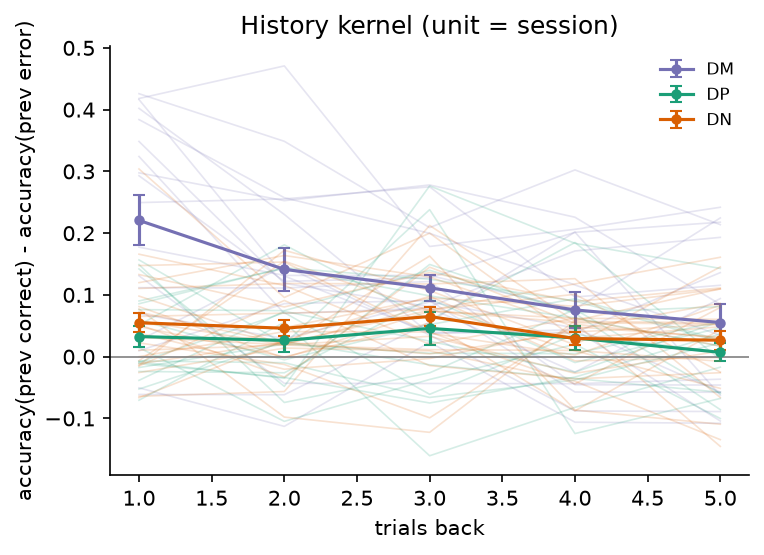 History kernel (unit = session)
accuracy(prev correct) - accuracy(prev error)
0.5
0.4
0.3
0.2
0.1
0.0
−0.1
DM
DP
DN
1.0 1.5 2.0 2.5 3.0 3.5 4.0 4.5 5.0
trials back